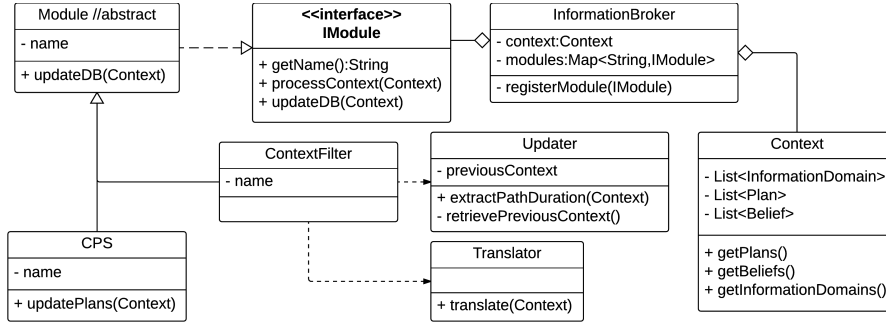 Module //abstract
- name
+ updateDB(Context)
<<interface>>
IModule
+ getName():String
+ processContext(Context)
+ updateDB(Context)
InformationBroker
- context:Context
- modules:Map<String,IModule>
- registerModule(IModule)
ContextFilter
- name
Updater
- previousContext
+ extractPathDuration(Context)
- retrievePreviousContext()
Context
- List<InformationDomain>
- List<Plan>
- List<Belief>
+ getPlans()
+ getBeliefs()
+ getInformationDomains()
CPS
- name
+ updatePlans(Context)
Translator
+ translate(Context)